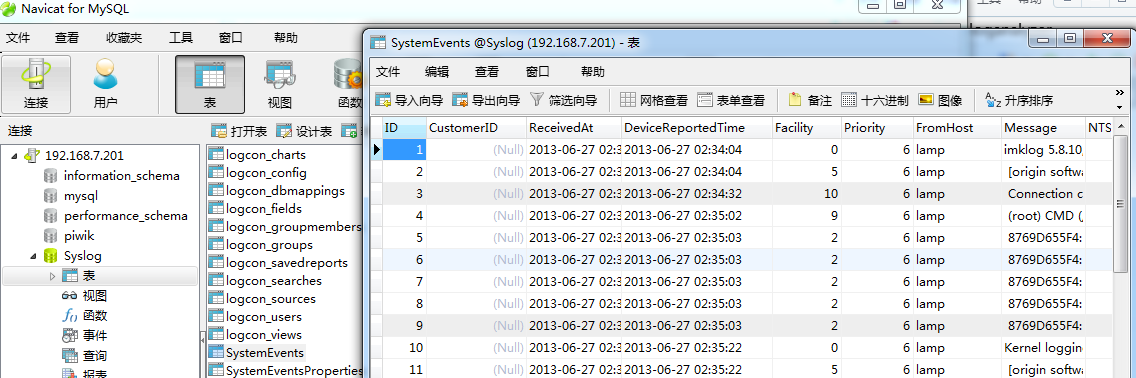 Navicat for MySQL
文件 查看 收藏夹 工具 窗口 帮助
连接 用户 表 视图 函数
连接
打开表 设计表
192.168.7.201
information_schema
mysql
performance_schema
piwik
Syslog
表
视图
函数
事件
查询
报表
logcon_charts
logcon_config
logcon_dbmappings
logcon_fields
logcon_groupmembers
logcon_groups
logcon_savedreports
logcon_searches
logcon_sources
logcon_users
logcon_views
SystemEvents
SystemEventsProperties
SystemEvents @Syslog (192.168.7.201) - 表
文件 编辑 查看 窗口 帮助
导入向导 导出向导 筛选向导 网格查看 表单查看 备注 十六进制 图像 升序排序
ID CustomerID ReceivedAt DeviceReportedTime Facility Priority FromHost Message NTS
1 (Null) 2013-06-27 02:3 2013-06-27 02:34:04 0 6 lamp imklog 5.8.10,
2 (Null) 2013-06-27 02:3 2013-06-27 02:34:04 5 6 lamp [origin softwa
3 (Null) 2013-06-27 02:3 2013-06-27 02:34:32 10 6 lamp Connection c
4 (Null) 2013-06-27 02:3 2013-06-27 02:35:02 9 6 lamp (root) CMD (
5 (Null) 2013-06-27 02:3 2013-06-27 02:35:03 2 6 lamp 8769D655F4:
6 (Null) 2013-06-27 02:3 2013-06-27 02:35:03 2 6 lamp 8769D655F4:
7 (Null) 2013-06-27 02:3 2013-06-27 02:35:03 2 6 lamp 8769D655F4:
8 (Null) 2013-06-27 02:3 2013-06-27 02:35:03 2 6 lamp 8769D655F4:
9 (Null) 2013-06-27 02:3 2013-06-27 02:35:03 2 6 lamp 8769D655F4:
10 (Null) 2013-06-27 02:3 2013-06-27 02:35:22 0 6 lamp Kernel loggin
11 (Null) 2013-06-27 02:3 2013-06-27 02:35:22 5 6 lamp [origin softwa